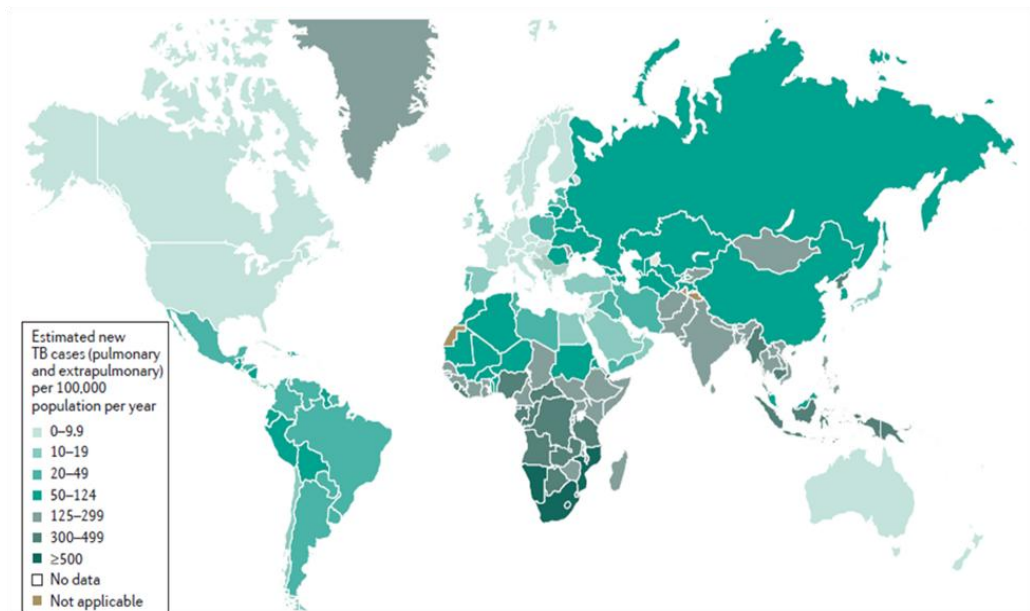 Estimated new
TB cases (pulmonary
and extrapulmonary)
per 100,000
population per year
0–9.9
10–19
20–49
50–124
125–299
300–499
≥500
No data
Not applicable